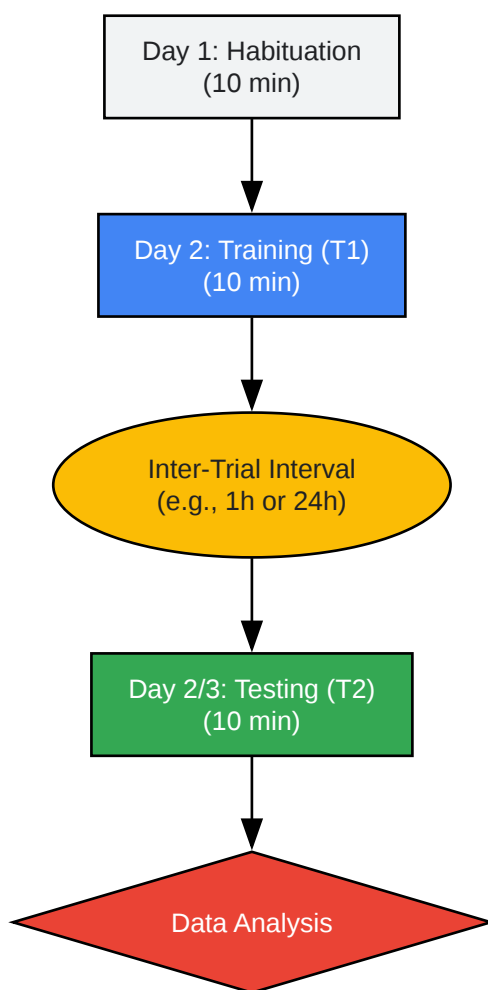 Day 1: Habituation
(10 min)
Day 2: Training (T1)
(10 min)
Inter-Trial Interval
(e.g., 1h or 24h)
Day 2/3: Testing (T2)
(10 min)
Data Analysis